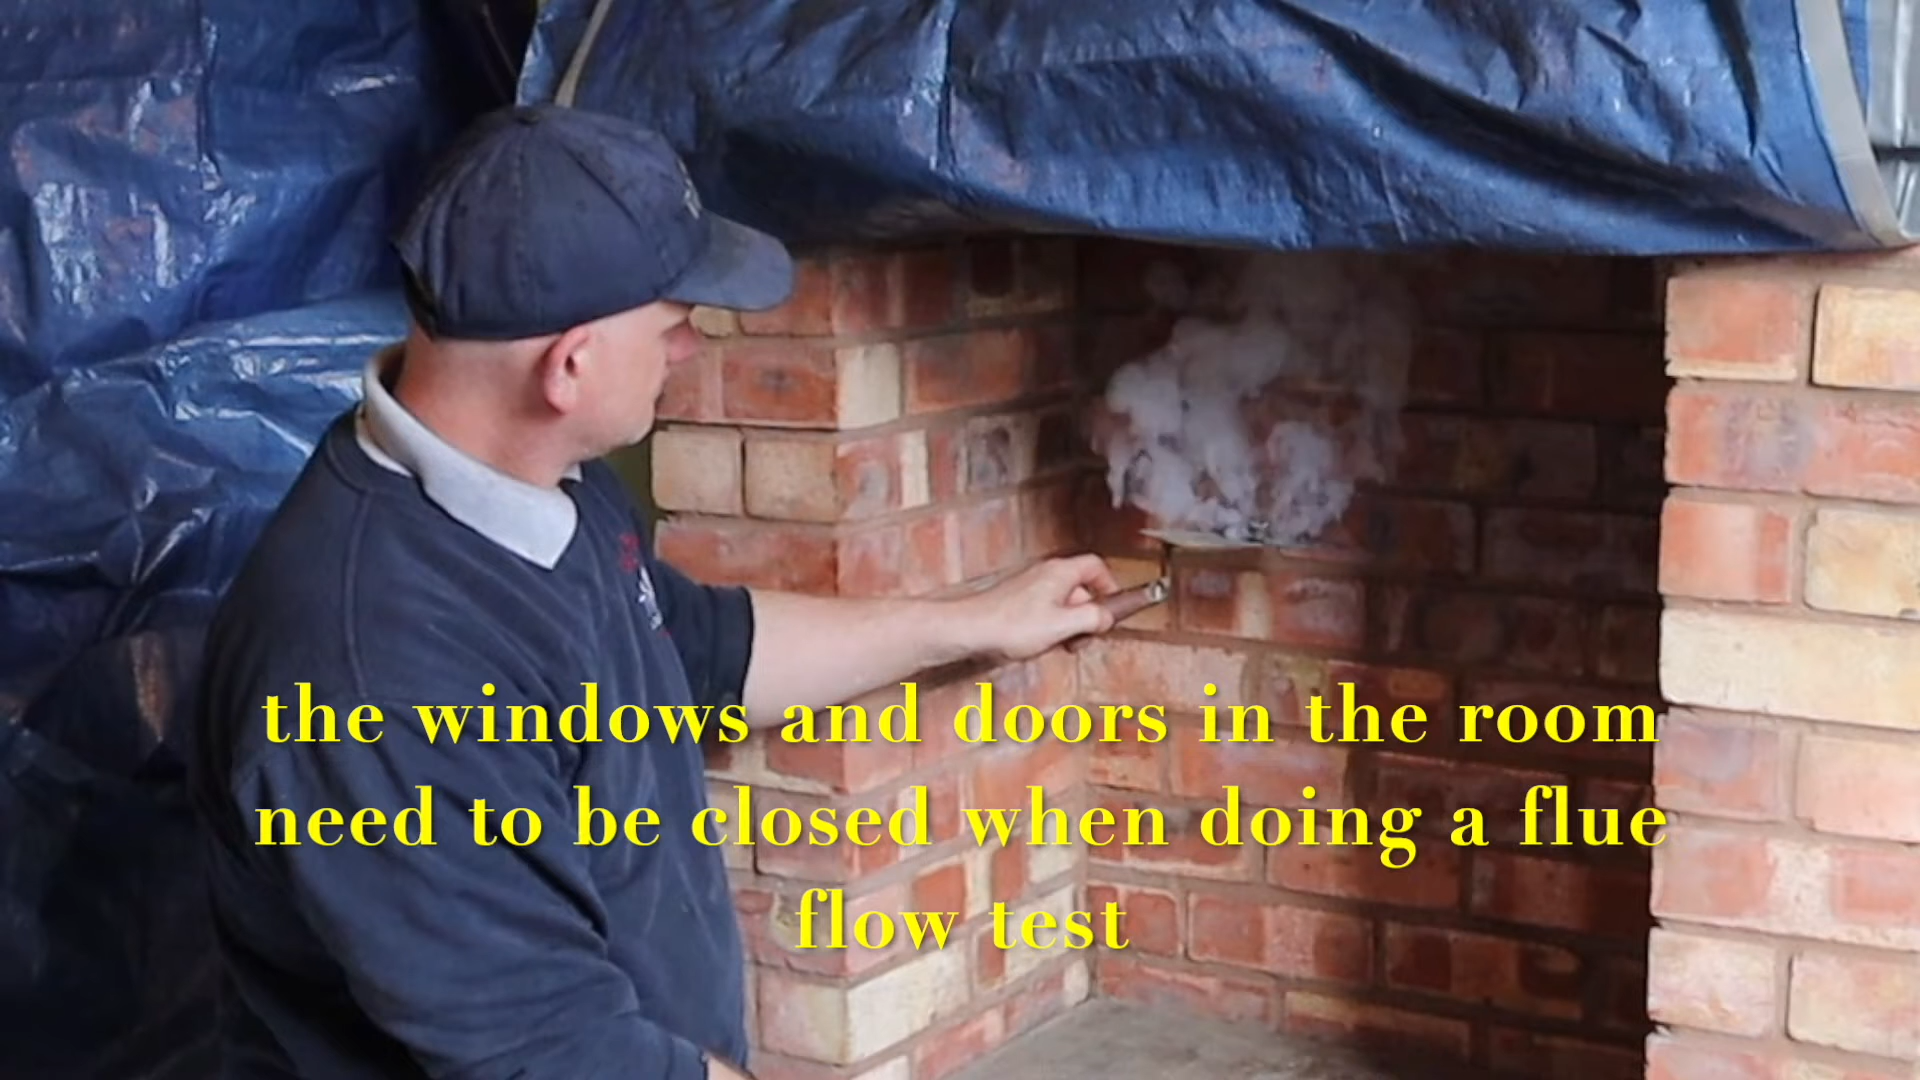 the windows and doors in the room
need to be closed when doing a flue
flow test